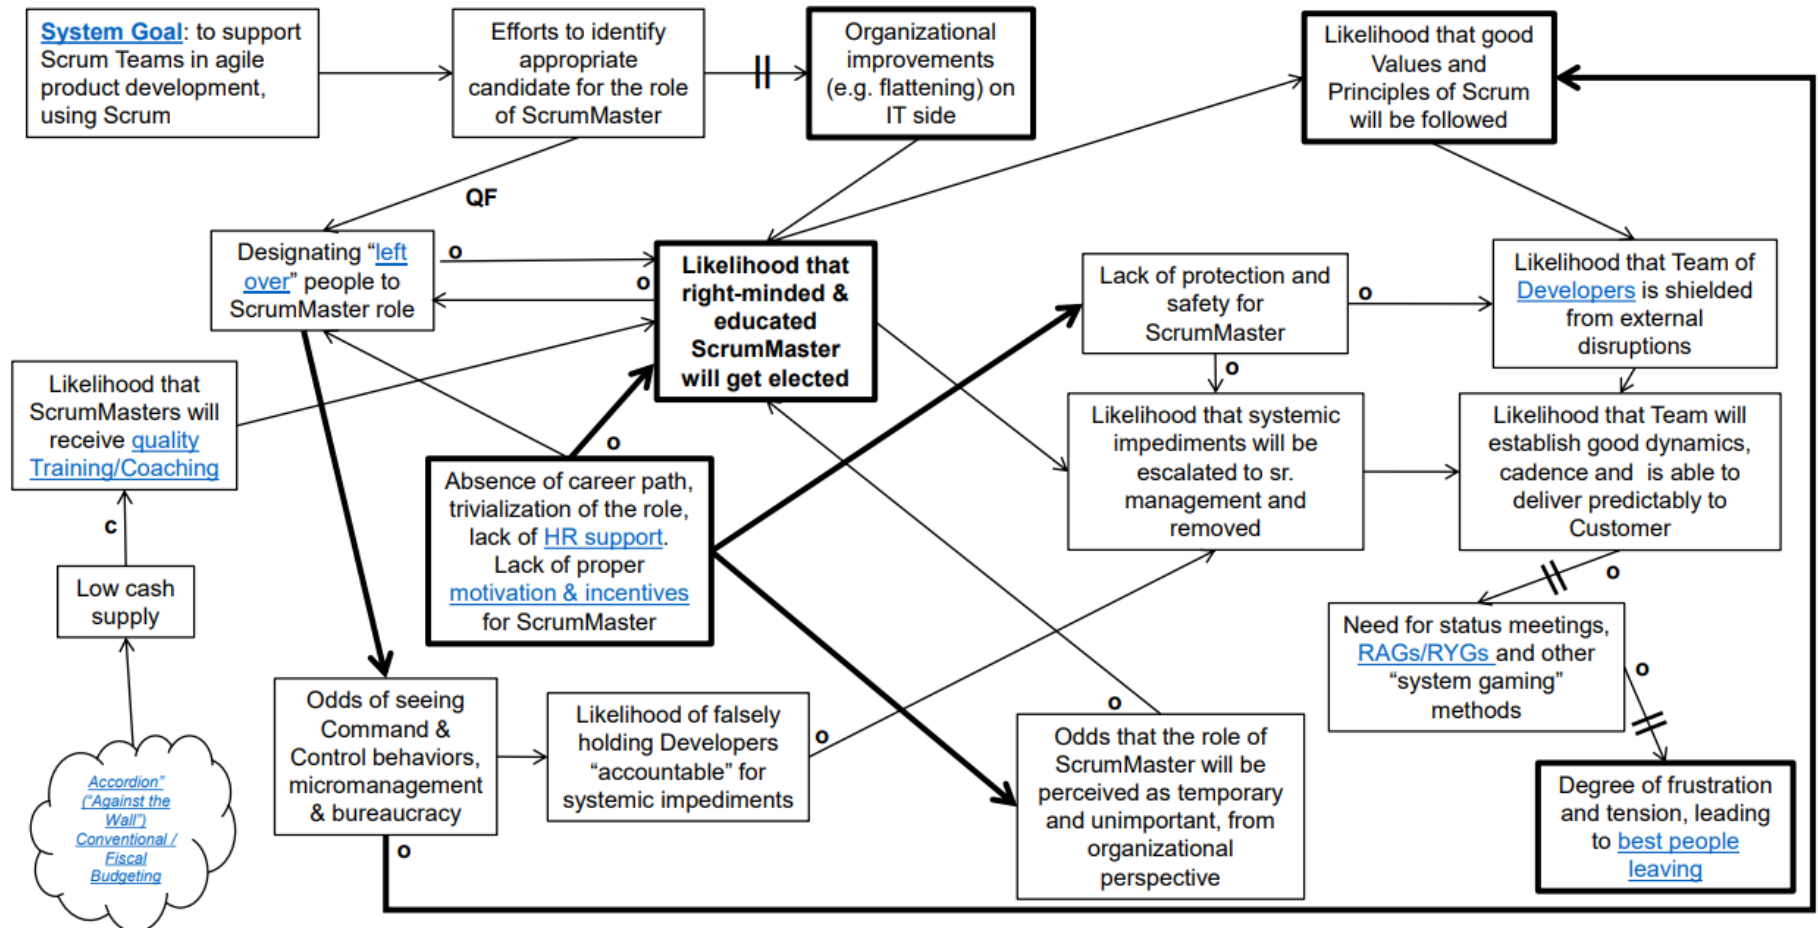 System Goal: to support
Scrum Teams in agile
product development,
using Scrum
Efforts to identify
appropriate
candidate for the role
of ScrumMaster
Organizational
improvements
(e.g. flattening) on
IT side
Likelihood that good
Values and
Principles of Scrum
will be followed
QF
Designating “left
over” people to
ScrumMaster role
o
o
Likelihood that
right-minded &
educated
ScrumMaster
will get elected
Lack of protection and
safety for
ScrumMaster
o
o
Likelihood that Team of
Developers is shielded
from external
disruptions
Likelihood that
ScrumMasters will
receive quality
Training/Coaching
c
Low cash
supply
Accordion”
(“Against the
Wall”)
Conventional /
Fiscal
Budgeting
o
Absence of career path,
trivialization of the role,
lack of HR support.
Lack of proper
motivation & incentives
for ScrumMaster
Likelihood that systemic
impediments will be
escalated to sr.
management and
removed
Likelihood that Team will
establish good dynamics,
cadence and is able to
deliver predictably to
Customer
o
Need for status meetings,
RAGs/RYGs and other
“system gaming”
methods
o
Odds of seeing
Command &
Control behaviors,
micromanagement
& bureaucracy
o
Likelihood of falsely
holding Developers
“accountable” for
systemic impediments
o
o
Odds that the role of
ScrumMaster will be
perceived as temporary
and unimportant, from
organizational
perspective
Degree of frustration
and tension, leading
to best people
leaving